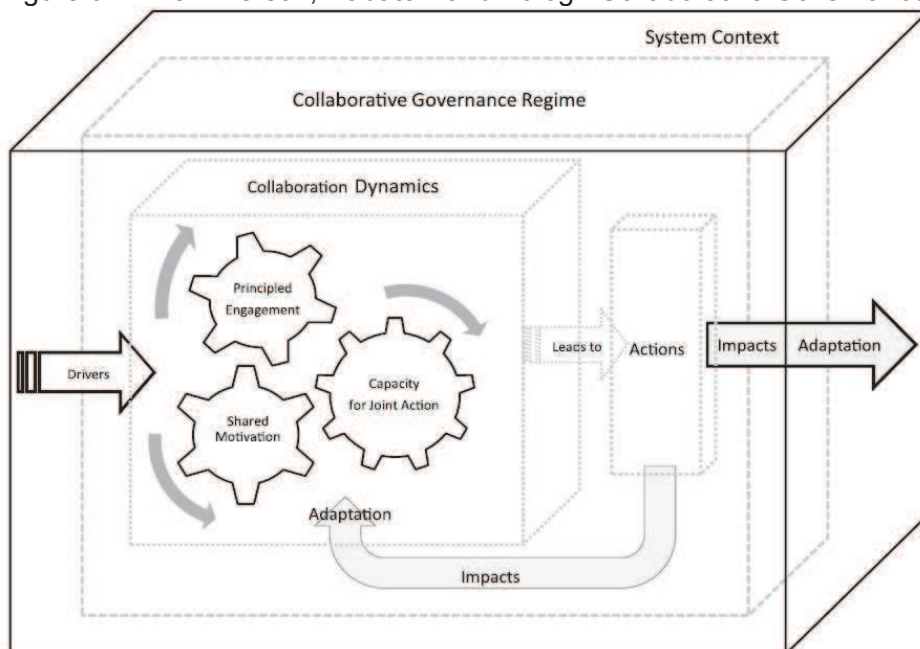 System Context
Collaborative Governance Regime
Collaboration Dynamics
Principled
Engagement
Drivers
Shared
Motivation
Capacity
for Joint Action
Leads to
Actions
Impacts
Adaptation
Adaptation
Impacts